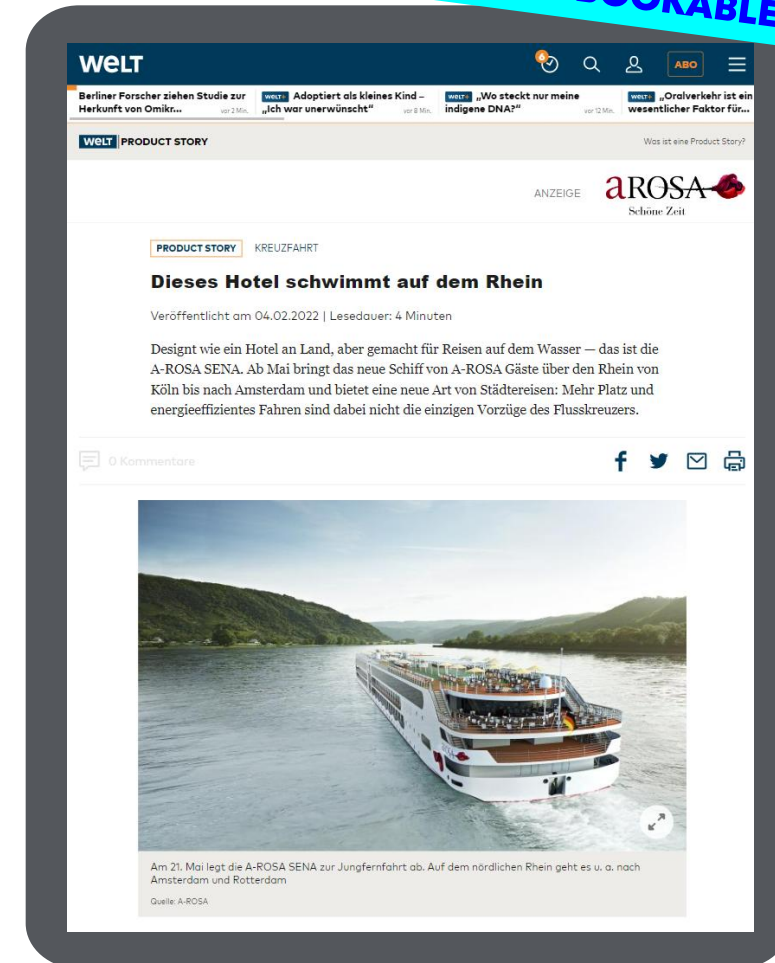 BOOKABLE
WELT
6
ABO
Berliner Forscher ziehen Studie zur
Herkunft von Omikr... vor 2 Min.
WELT+ Adoptiert als kleines Kind –
„Ich war unerwünscht“ vor 8 Min.
WELT+ „Wo steckt nur meine
indigene DNA?“ vor 12 Min.
WELT+ „Oralverkehr ist ein
wesentlicher Faktor für...
WELT PRODUCT STORY
Was ist eine Product Story?
ANZEIGE
aROSA
Schöne Zeit
PRODUCT STORY KREUZFAHRT
Dieses Hotel schwimmt auf dem Rhein
Veröffentlicht am 04.02.2022 | Lesedauer: 4 Minuten
Designt wie ein Hotel an Land, aber gemacht für Reisen auf dem Wasser — das ist die
A-ROSA SENA. Ab Mai bringt das neue Schiff von A-ROSA Gäste über den Rhein von
Köln bis nach Amsterdam und bietet eine neue Art von Städtereisen: Mehr Platz und
energieeffizientes Fahren sind dabei nicht die einzigen Vorzüge des Flusskreuzers.
0 Kommentare
Am 21. Mai legt die A-ROSA SENA zur Jungfernfahrt ab. Auf dem nördlichen Rhein geht es u. a. nach
Amsterdam und Rotterdam
Quelle: A-ROSA